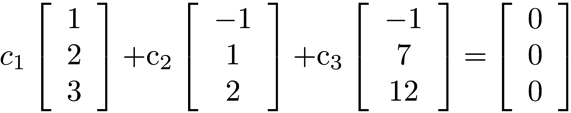 c₁ [1 2 3] +c₂ [−1 1 2] +c₃ [−1 7 12] = [0 0 0]